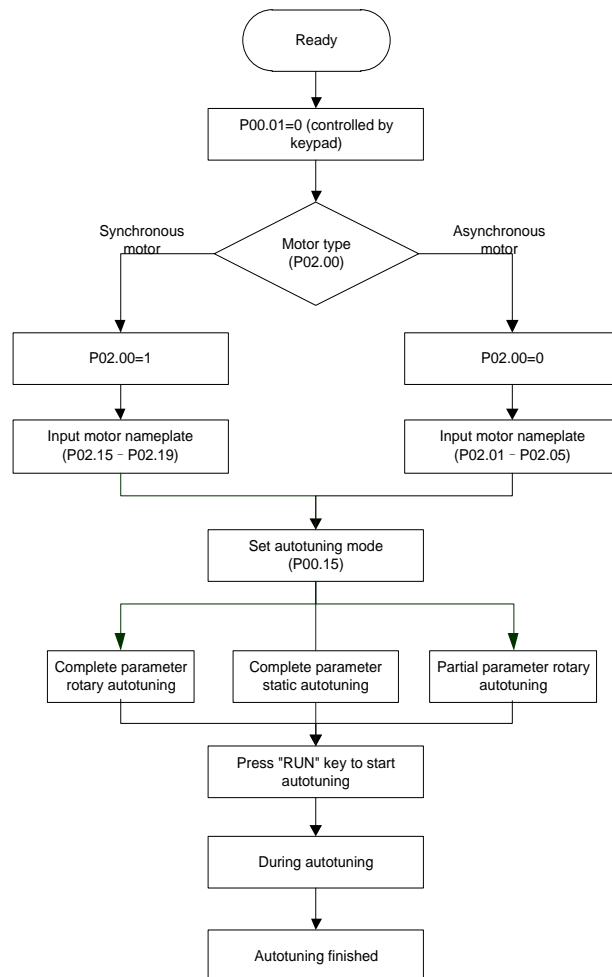 Ready
P00.01=0 (controlled by
keypad)
Synchronous
motor
Motor type
(P02.00)
Asynchronous
motor
P02.00=1
P02.00=0
Input motor nameplate
(P02.15－P02.19)
Input motor nameplate
(P02.01－P02.05)
Set autotuning mode
(P00.15)
Complete parameter
rotary autotuning
Complete parameter
static autotuning
Partial parameter rotary
autotuning
Press "RUN" key to start
autotuning
During autotuning
Autotuning finished